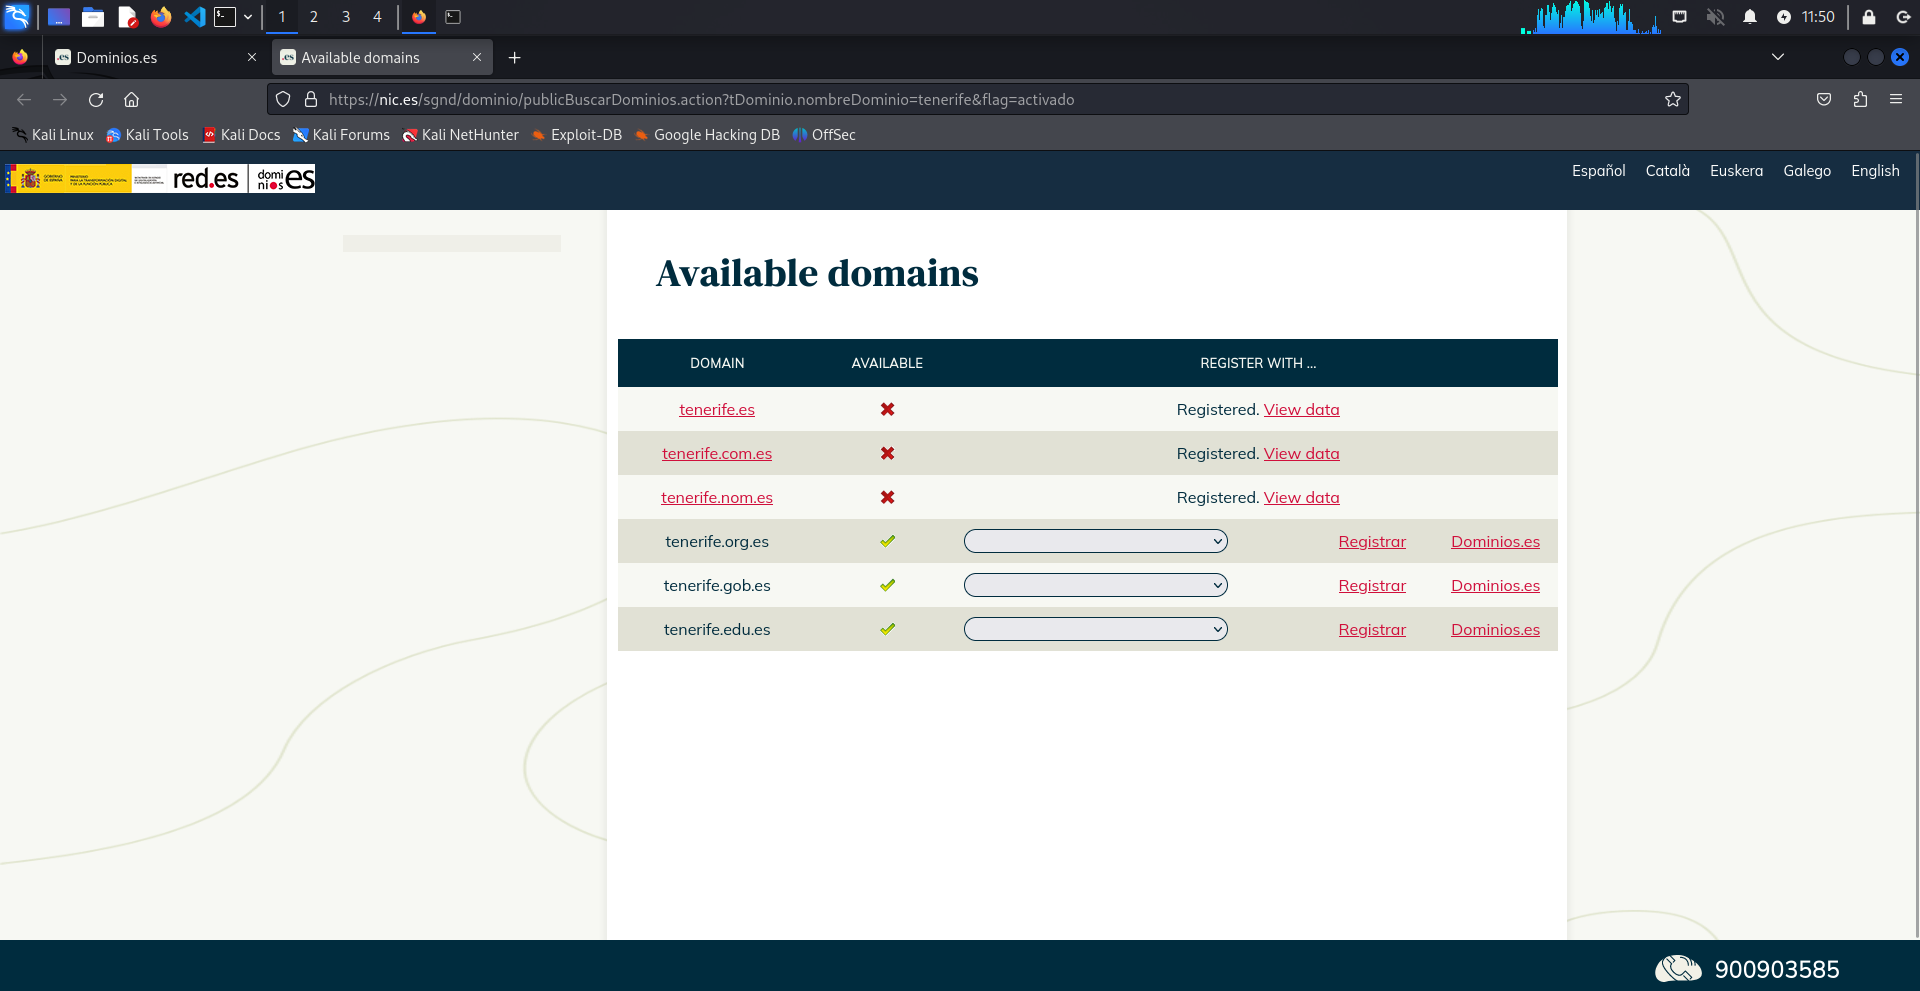 1 2 3 4 11:50
Dominios.es Available domains
https://nic.es/sgnd/dominio/publicBuscarDominios.action?tDominio.nombreDominio=tenerife&flag=activado
Kali Linux Kali Tools Kali Docs Kali Forums Kali NetHunter Exploit-DB Google Hacking DB OffSec
red.es dominios es Español Català Euskera Galego English
Available domains
DOMAIN AVAILABLE REGISTER WITH ...
tenerife.es Registered. View data
tenerife.com.es Registered. View data
tenerife.nom.es Registered. View data
tenerife.org.es Registrar Dominios.es
tenerife.gob.es Registrar Dominios.es
tenerife.edu.es Registrar Dominios.es
900903585